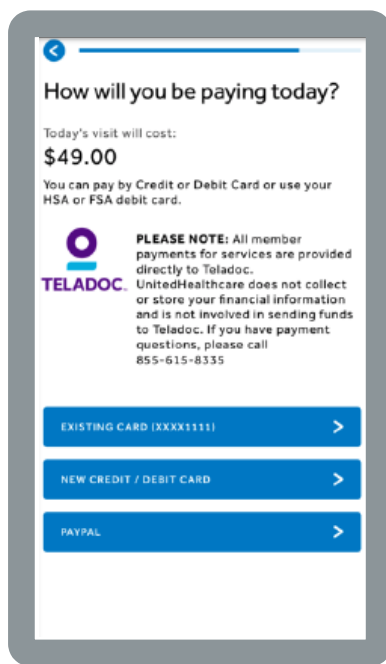 How will you be paying today?
Today's visit will cost:
$49.00
You can pay by Credit or Debit Card or use your
HSA or FSA debit card.
TELADOC.
PLEASE NOTE: All member
payments for services are provided
directly to Teladoc.
UnitedHealthcare does not collect
or store your financial information
and is not involved in sending funds
to Teladoc. If you have payment
questions, please call
855-615-8335
EXISTING CARD (XXXX1111)
NEW CREDIT / DEBIT CARD
PAYPAL